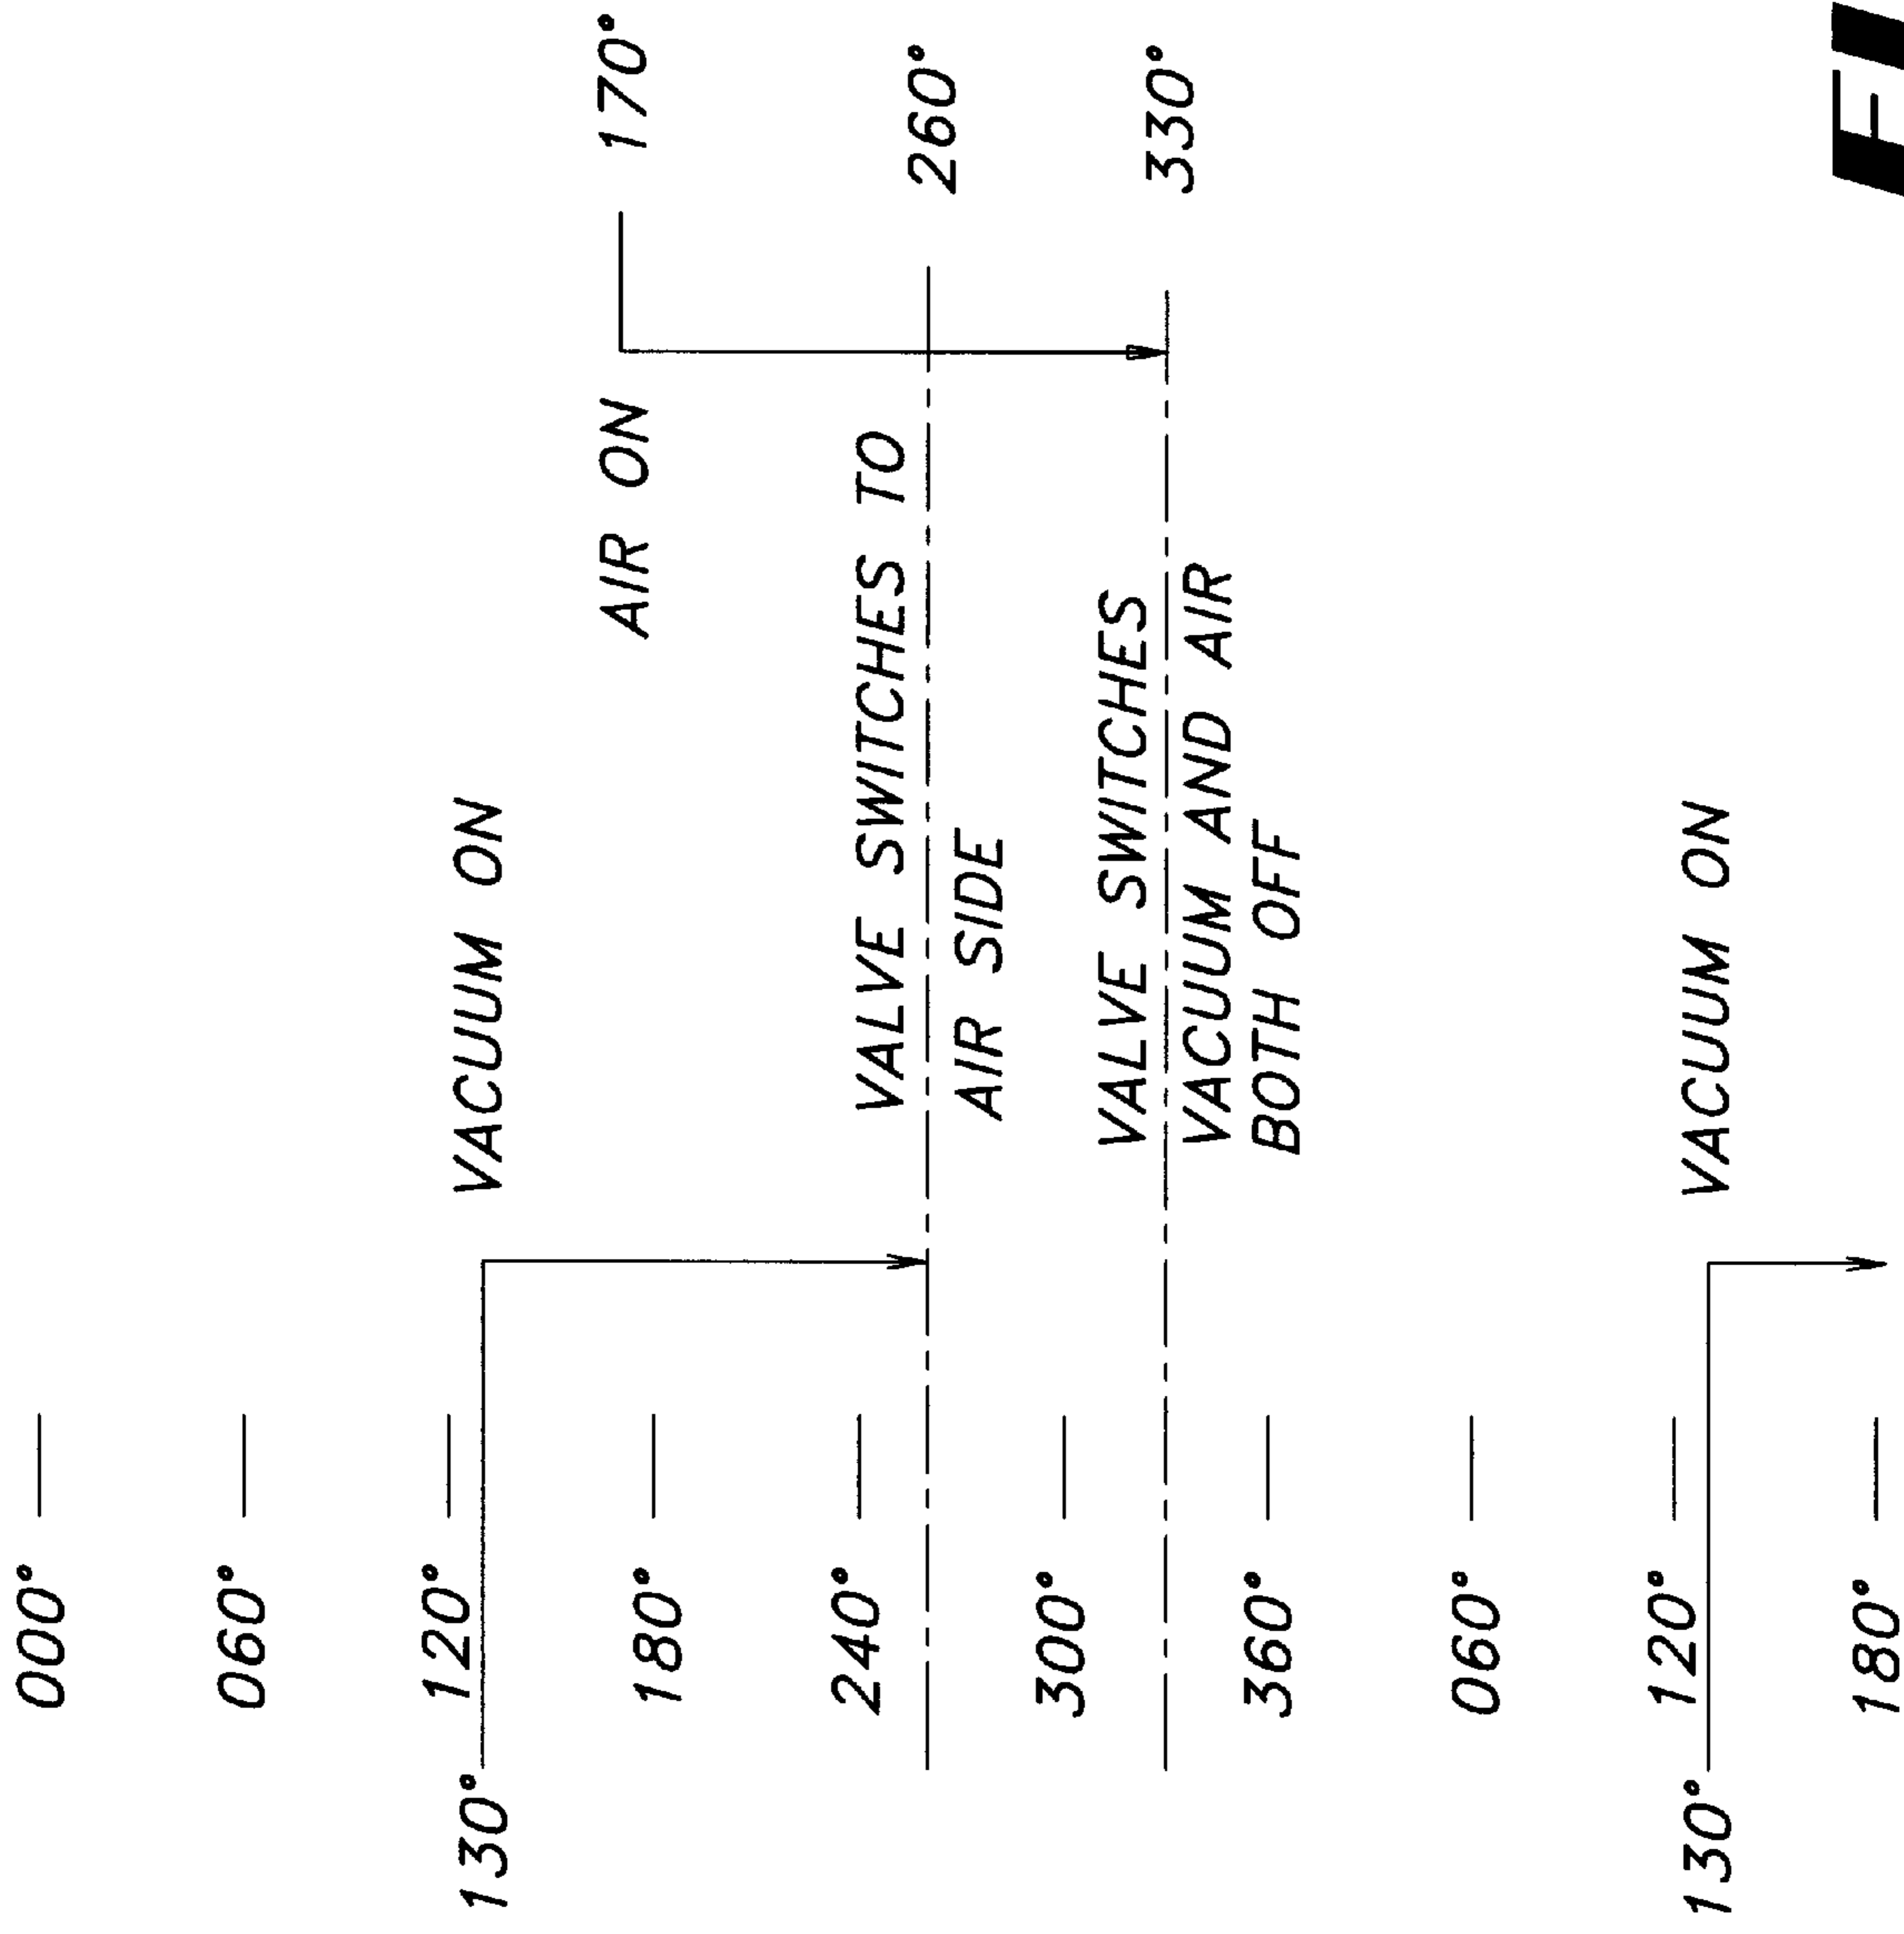 000°
060°
120°
130°
180°
240°
300°
360°
060°
120°
130°
180°
VACUUM ON
AIR ON
170°
VALVE SWITCHES TO
AIR SIDE
260°
VALVE SWITCHES
VACUUM AND AIR
BOTH OFF
330°
VACUUM ON